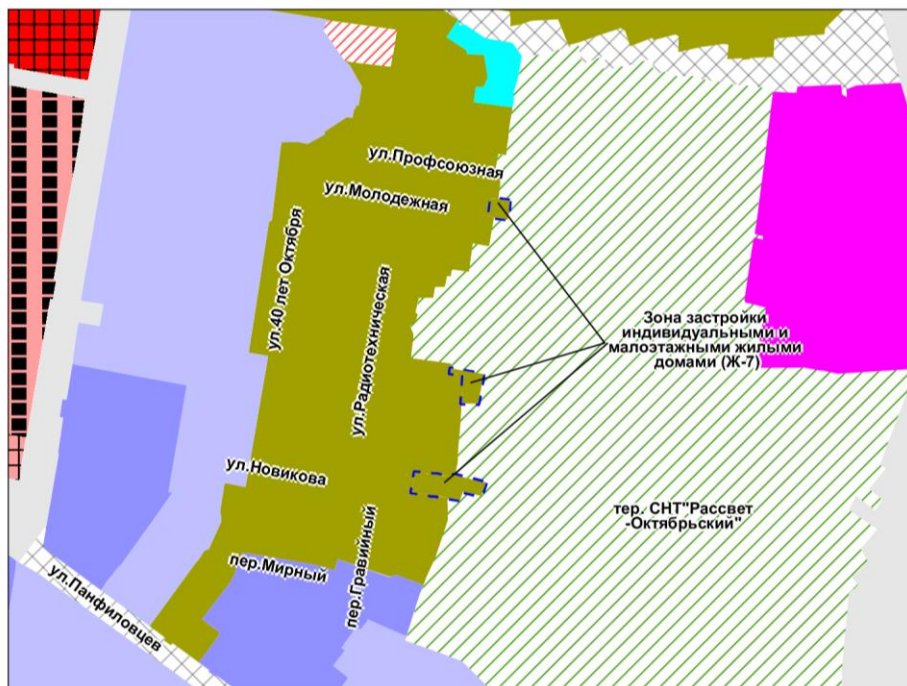 ул.Профсоюзная
ул.Молодежная
ул.40 лет Октября
ул.Радиотехническая
Зона застройки
индивидуальными и
малоэтажными жилыми
домами (Ж-7)
ул.Новикова
тер. СНТ"Рассвет
-Октябрьский"
пер.Гравийный
пер.Мирный
ул.Панфиловцев